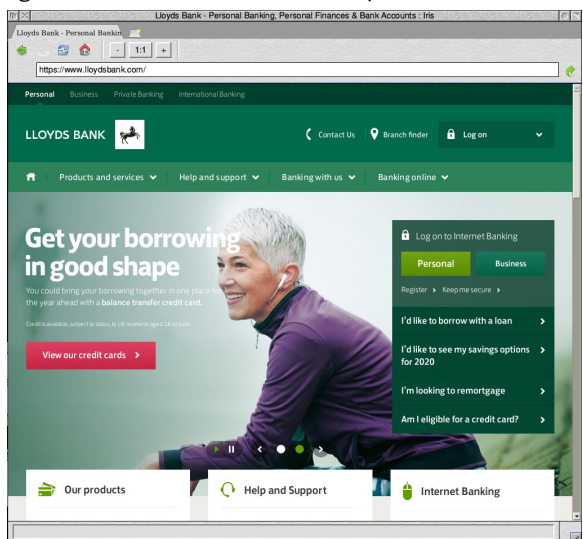 Lloyds Bank - Personal Banking, Personal Finances & Bank Accounts : Iris
Lloyds Bank - Personal Bankin
- 1:1 +
https://www.lloydsbank.com/
Personal Business Private Banking International Banking
LLOYDS BANK Contact Us Branch finder Log on
Products and services Help and support Banking with us Banking online
Get your borrowing
in good shape
You could bring your borrowing together in one place for
the year ahead with a balance transfer credit card.
Credit is available, subject to status, to UK residents aged 18 or over.
View our credit cards
Log on to Internet Banking
Personal Business
Register Keep me secure
I'd like to borrow with a loan
I'd like to see my savings options
for 2020
I'm looking to remortgage
Am I eligible for a credit card?
Our products Help and Support Internet Banking